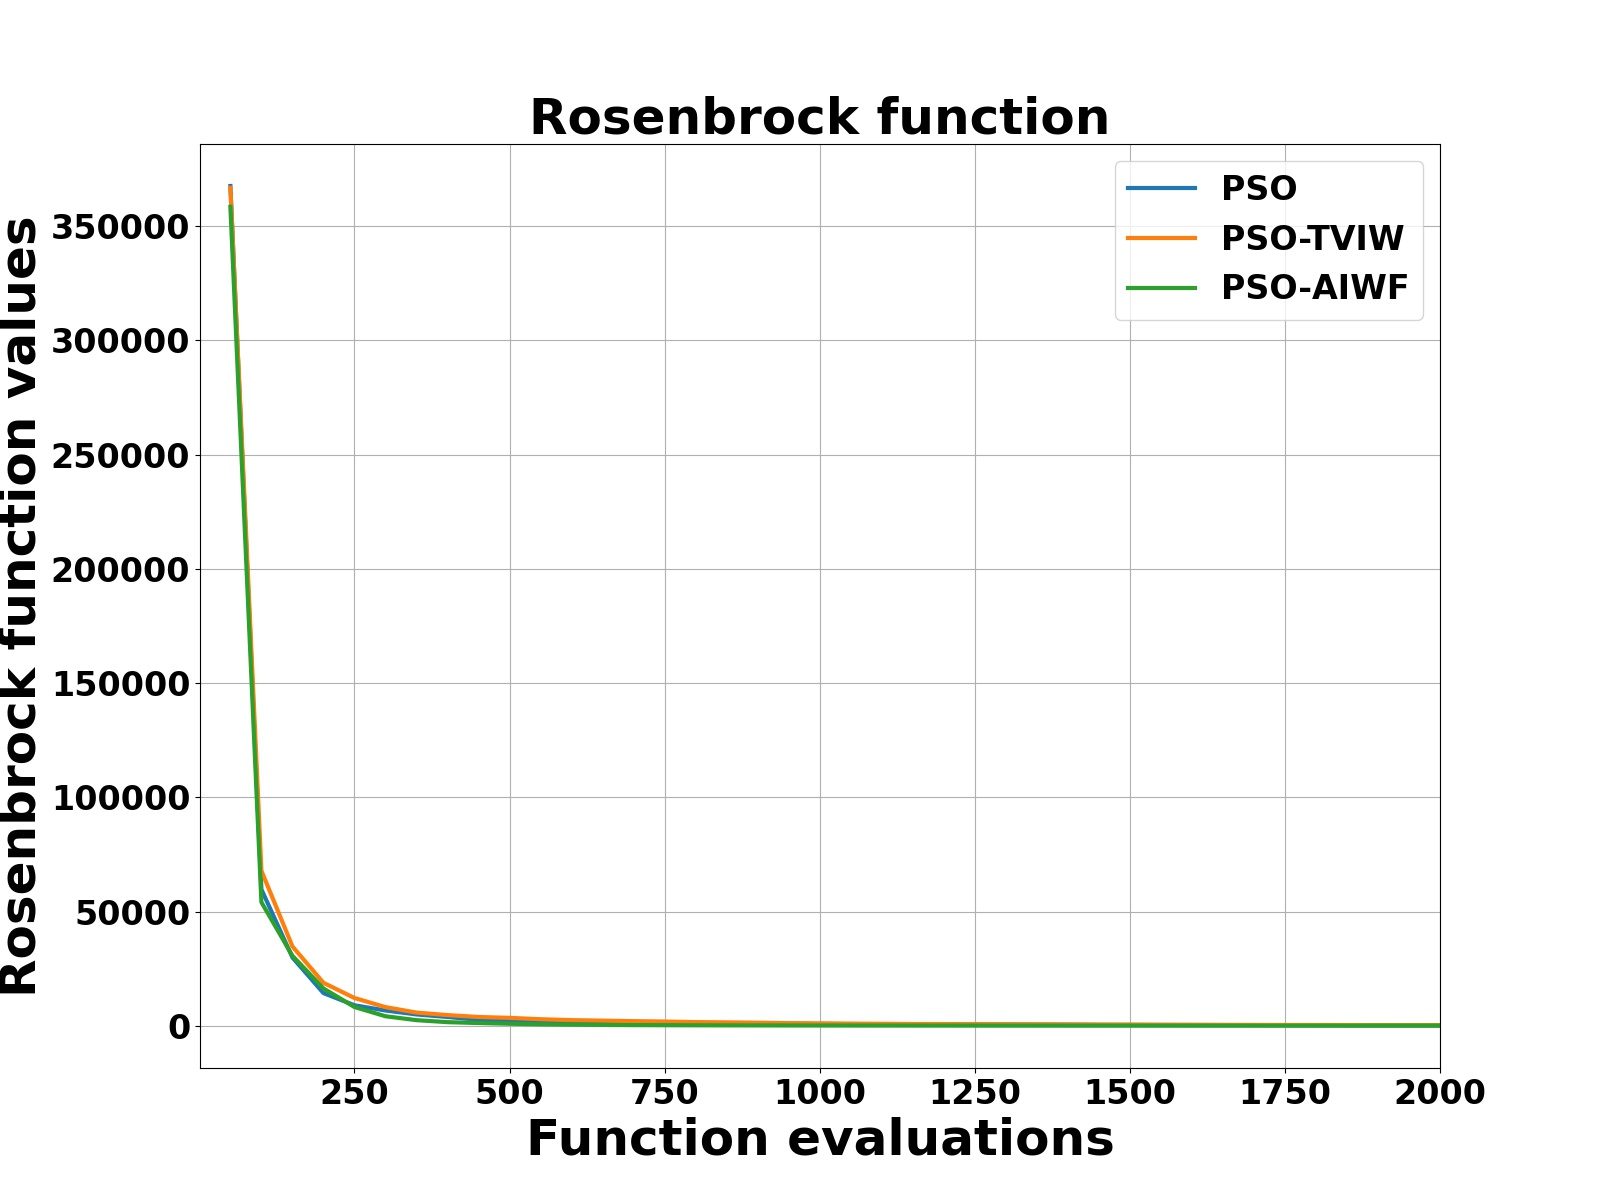 Rosenbrock function
PSO
PSO-TVIW
PSO-AIWF
Rosenbrock function values
350000
300000
250000
200000
150000
100000
50000
0
250 500 750 1000 1250 1500 1750 2000
Function evaluations